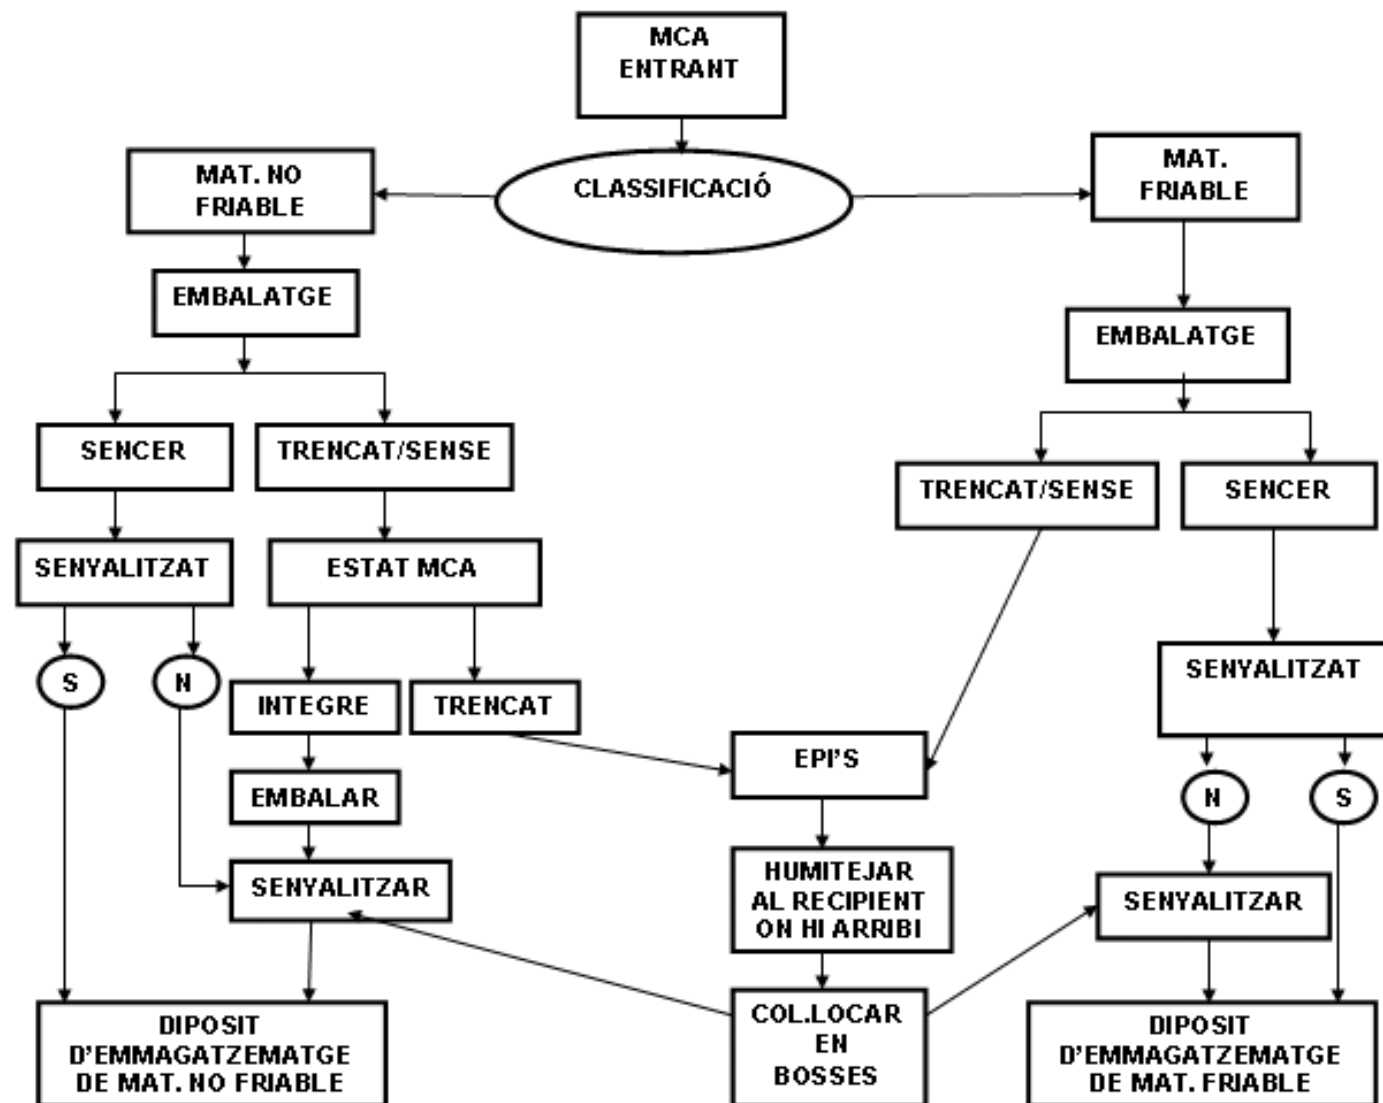 MCA
ENTRANT
CLASSIFICACIÓ
MAT. NO
FRIABLE
MAT.
FRIABLE
EMBALATGE
EMBALATGE
SENCER
TRENCAT/SENSE
TRENCAT/SENSE
SENCER
SENYALITZAT
ESTAT MCA
SENYALITZAT
S
N
INTEGRE
TRENCAT
EPI'S
N
S
EMBALAR
SENYALITZAR
HUMITEJAR
AL RECIPIENT
ON HI ARRIBI
SENYALITZAR
DIPOSIT
D'EMMAGATZEMATGE
DE MAT. NO FRIABLE
COL.LOCAR
EN
BOSSES
DIPOSIT
D'EMMAGATZEMATGE
DE MAT. FRIABLE